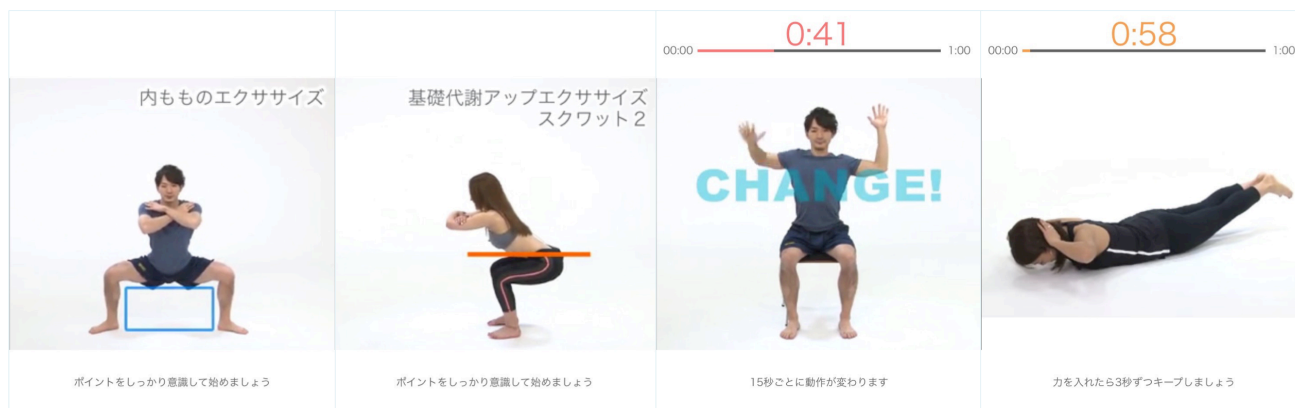 内もものエクササイズ
ポイントをしっかり意識して始めましょう
基礎代謝アップエクササイズ
スクワット2
ポイントをしっかり意識して始めましょう
0:41
00:00
1:00
CHANGE!
15秒ごとに動作が変わります
0:58
00:00
1:00
力を入れたら3秒ずつキープしましょう